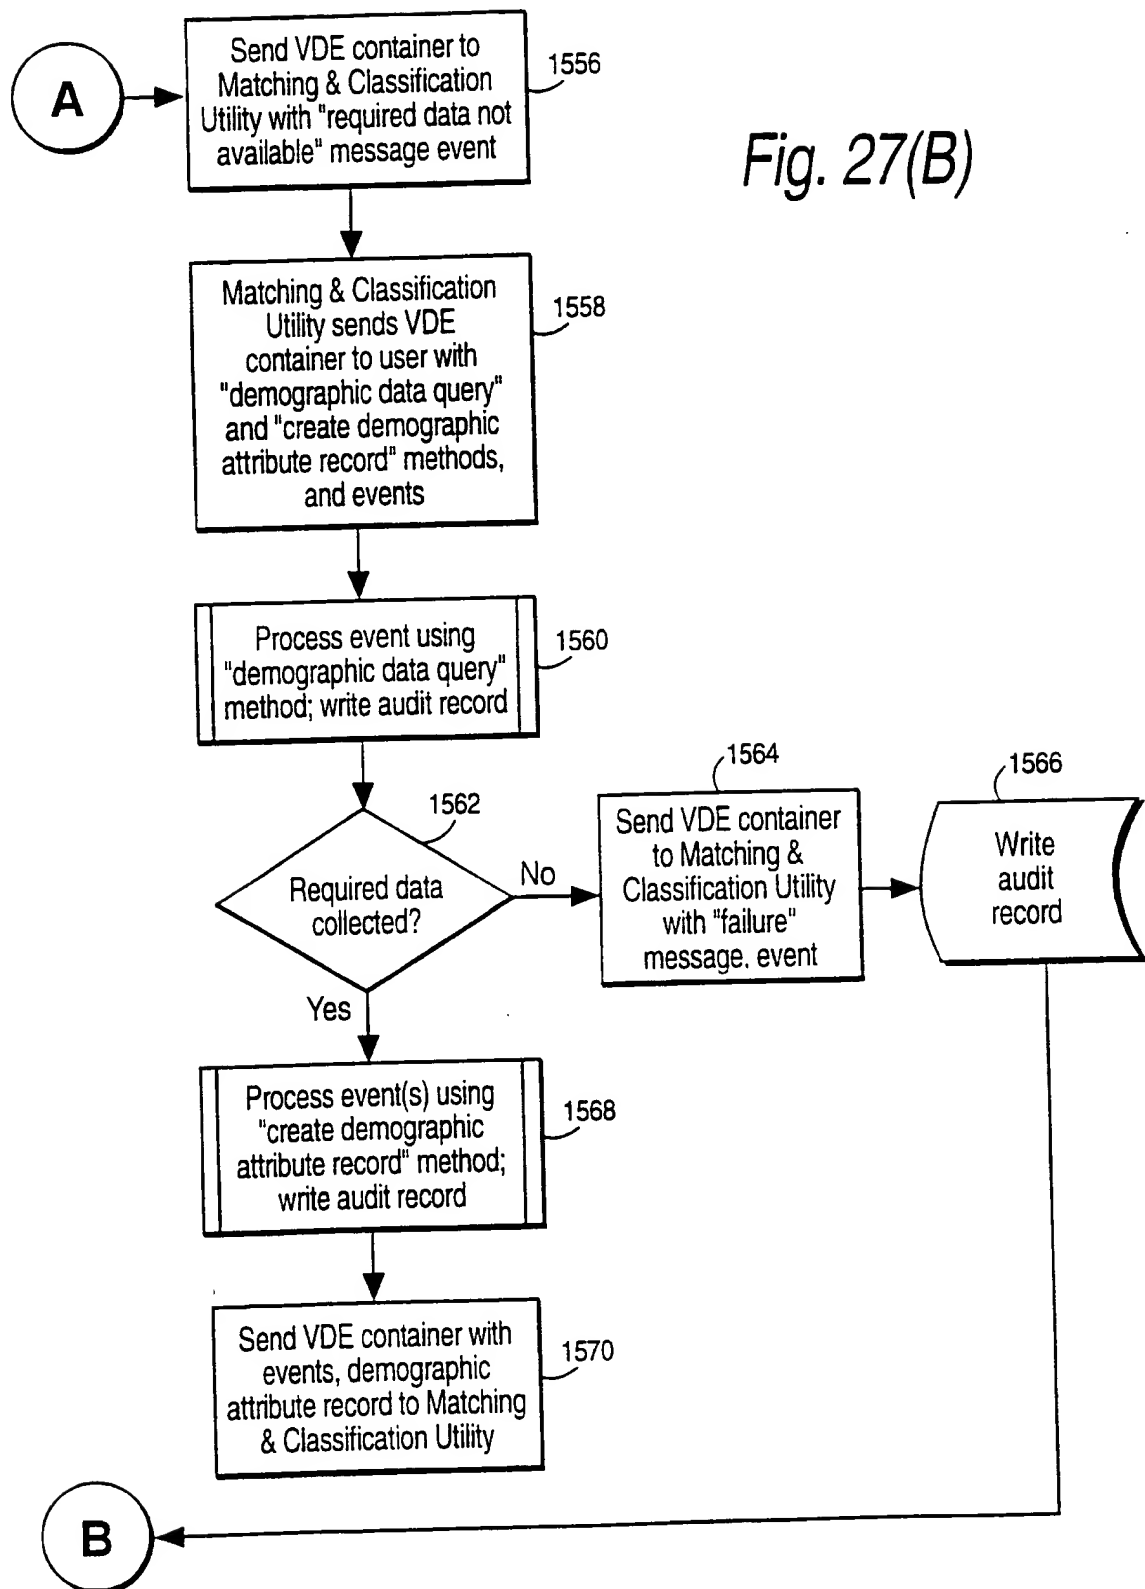 A
Send VDE container to
Matching & Classification
Utility with "required data not
available" message event
1556
Fig. 27(B)
Matching & Classification
Utility sends VDE
container to user with
"demographic data query"
and "create demographic
attribute record" methods,
and events
1558
Process event using
"demographic data query"
method; write audit record
1560
Required data
collected?
1562
No
Yes
Send VDE container
to Matching &
Classification Utility
with "failure"
message. event
1564
Write
audit
record
1566
Process event(s) using
"create demographic
attribute record" method;
write audit record
1568
Send VDE container with
events, demographic
attribute record to Matching
& Classification Utility
1570
B